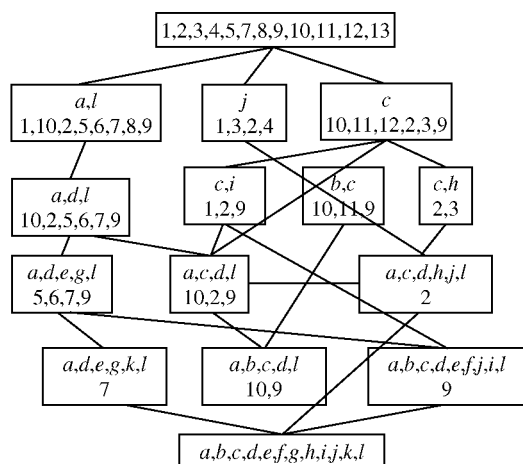 1,2,3,4,5,7,8,9,10,11,12,13
a,l
1,10,2,5,6,7,8,9
j
1,3,2,4
c
10,11,12,2,3,9
a,d,l
10,2,5,6,7,9
c,i
1,2,9
b,c
10,11,9
c,h
2,3
a,d,e,g,l
5,6,7,9
a,c,d,l
10,2,9
a,c,d,h,j,l
2
a,d,e,g,k,l
7
a,b,c,d,l
10,9
a,b,c,d,e,f,j,i,l
9
a,b,c,d,e,f,g,h,i,j,k,l